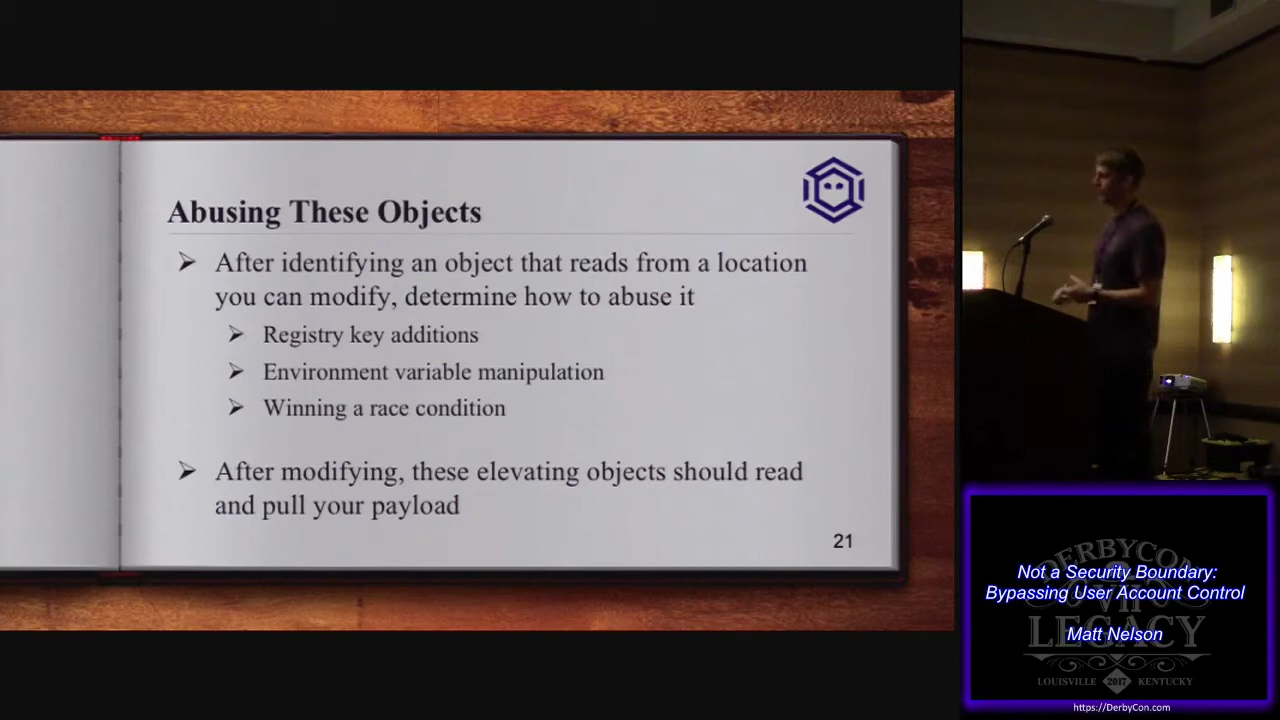 Abusing These Objects
➢ After identifying an object that reads from a location
you can modify, determine how to abuse it
➢ Registry key additions
➢ Environment variable manipulation
➢ Winning a race condition
➢ After modifying, these elevating objects should read
and pull your payload
21
DERBYCON
VII
Not a Security Boundary:
Bypassing User Account Control
Matt Nelson
LEGACY
LOUISVILLE 2017 KENTUCKY
https://DerbyCon.com